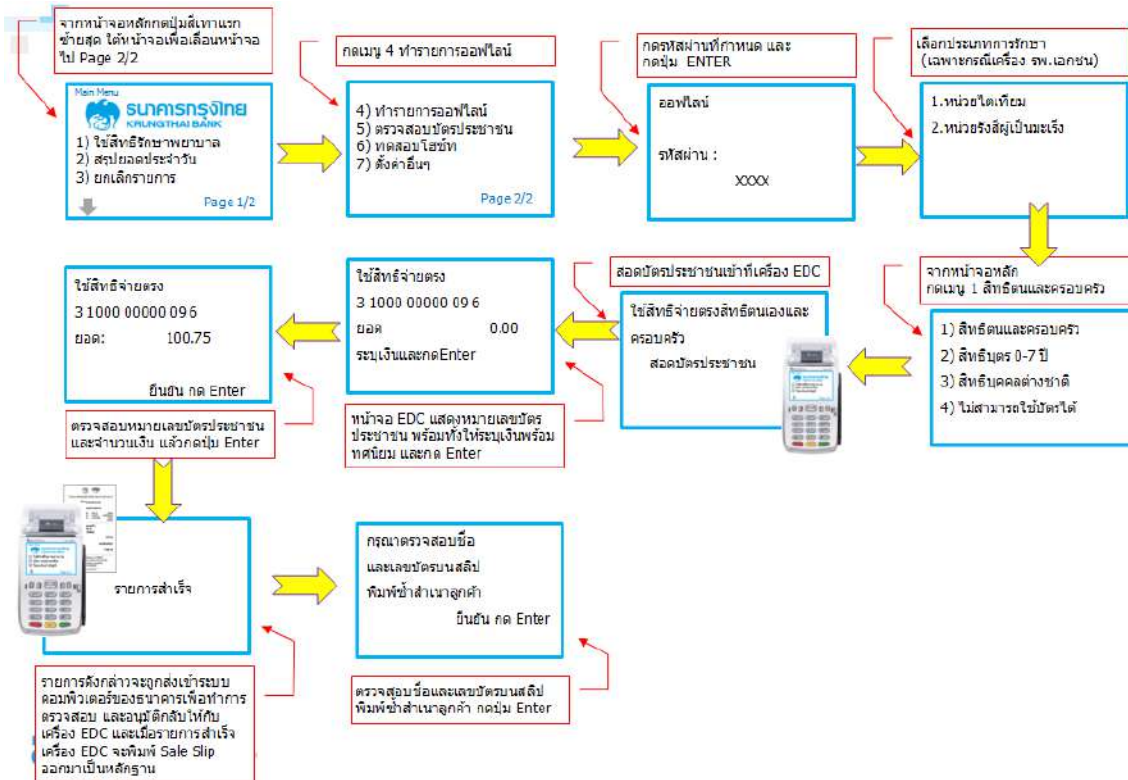 จากหน้าจอหลักกดปุ่มสีเทาแรก
ซ้ายสุด ใต้หน้าจอเพื่อเลื่อนหน้าจอ
ไป Page 2/2
Main Menu
ธนาคารกรุงไทย
KRUNGTHAI BANK
1) ใช้สิทธิรักษาพยาบาล
2) สรุปยอดประจำวัน
3) ยกเลิกรายการ
Page 1/2
กดเมนู 4 ทำรายการออฟไลน์
4) ทำรายการออฟไลน์
5) ตรวจสอบบัตรประชาชน
6) ทดสอบโฮซ์ท
7) ตั้งค่าอื่นๆ
Page 2/2
กดรหัสผ่านที่กำหนด และ
กดปุ่ม ENTER
ออฟไลน์
รหัสผ่าน :
XXXX
เลือกประเภทการรักษา
(เฉพาะกรณีเครื่อง รพ.เอกชน)
1.หน่วยไตเทียม
2.หน่วยรังสีผู้เป็นมะเร็ง
จากหน้าจอหลัก
กดเมนู 1 สิทธิตนและครอบครัว
1) สิทธิตนและครอบครัว
2) สิทธิบุตร 0-7 ปี
3) สิทธิบุคคลต่างชาติ
4) ไม่สามารถใช้บัตรได้
สอดบัตรประชาชนเข้าที่เครื่อง EDC
ใช้สิทธิจ่ายตรงสิทธิตนเองและ
ครอบครัว
สอดบัตรประชาชน
ใช้สิทธิจ่ายตรง
3 1000 00000 09 6
ยอด 0.00
ระบุเงินและกดEnter
หน้าจอ EDC แสดงหมายเลขบัตร
ประชาชน พร้อมทั้งให้ระบุเงินพร้อม
ทศนิยม และกด Enter
ใช้สิทธิจ่ายตรง
3 1000 00000 09 6
ยอด: 100.75
ยืนยัน กด Enter
ตรวจสอบหมายเลขบัตรประชาชน
และจำนวนเงิน แล้วกดปุ่ม Enter
รายการสำเร็จ
รายการดังกล่าวจะถูกส่งเข้าระบบ
คอมพิวเตอร์ของธนาคารเพื่อทำการ
ตรวจสอบ และอนุมัติกลับให้กับ
เครื่อง EDC และเมื่อรายการสำเร็จ
เครื่อง EDC จะพิมพ์ Sale Slip
ออกมาเป็นหลักฐาน
กรุณาตรวจสอบชื่อ
และเลขบัตรบนสลิป
พิมพ์ซ้ำสำเนาลูกค้า
ยืนยัน กด Enter
ตรวจสอบชื่อและเลขบัตรบนสลิป
พิมพ์ซ้ำสำเนาลูกค้า กดปุ่ม Enter